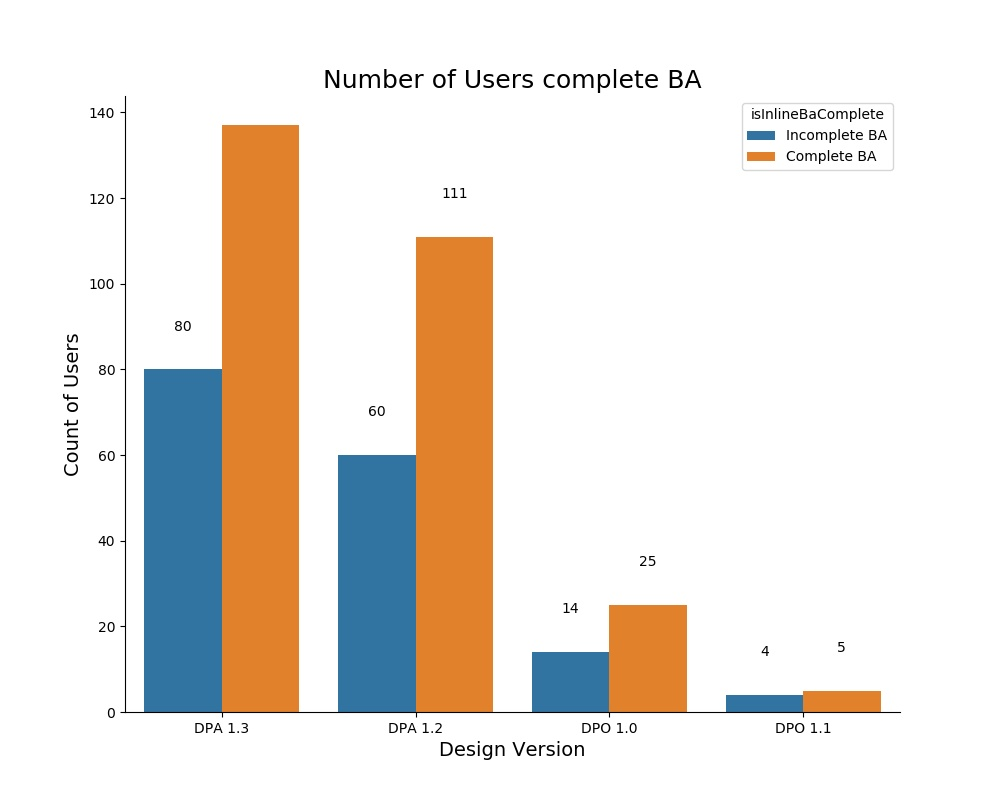 Number of Users complete BA
isInlineBaComplete
Incomplete BA
Complete BA
Count of Users
140
120
100
80
60
40
20
0
80
60
111
14
25
4
5
DPA 1.3
DPA 1.2
DPO 1.0
DPO 1.1
Design Version